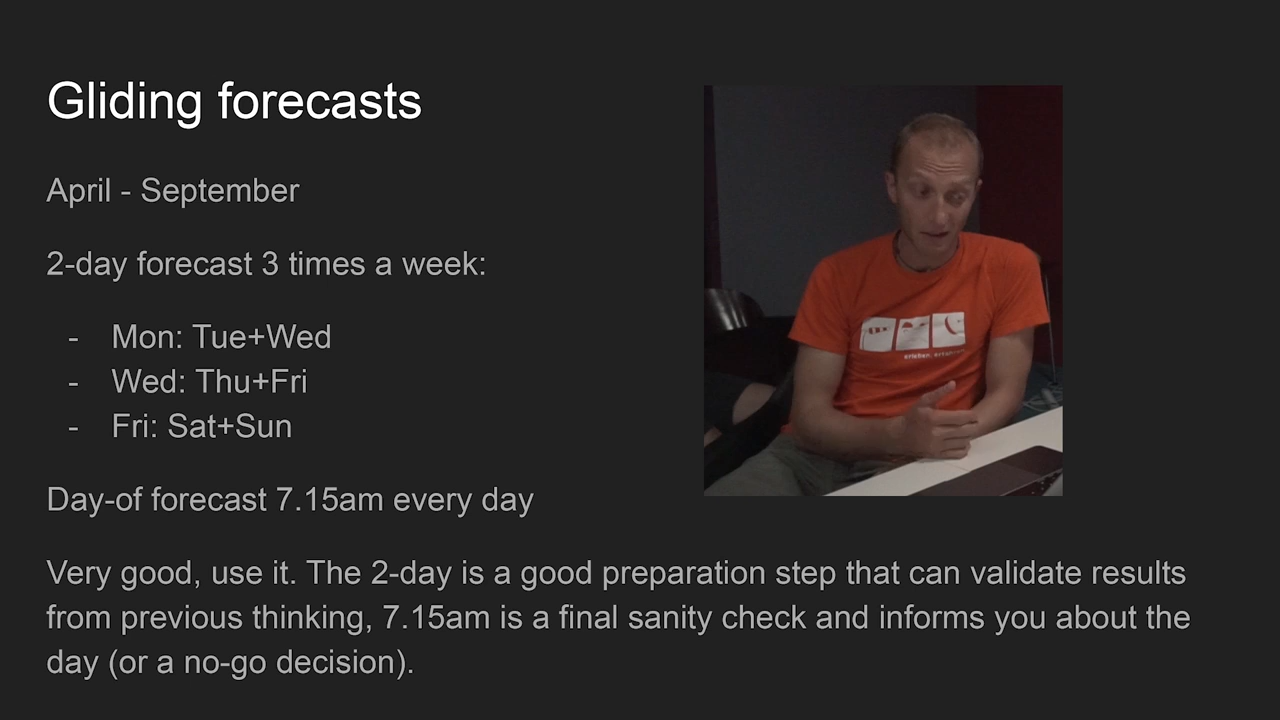 Gliding forecasts
April - September
2-day forecast 3 times a week:
- Mon: Tue+Wed
- Wed: Thu+Fri
- Fri: Sat+Sun
Day-of forecast 7.15am every day
Very good, use it. The 2-day is a good preparation step that can validate results
from previous thinking, 7.15am is a final sanity check and informs you about the
day (or a no-go decision).